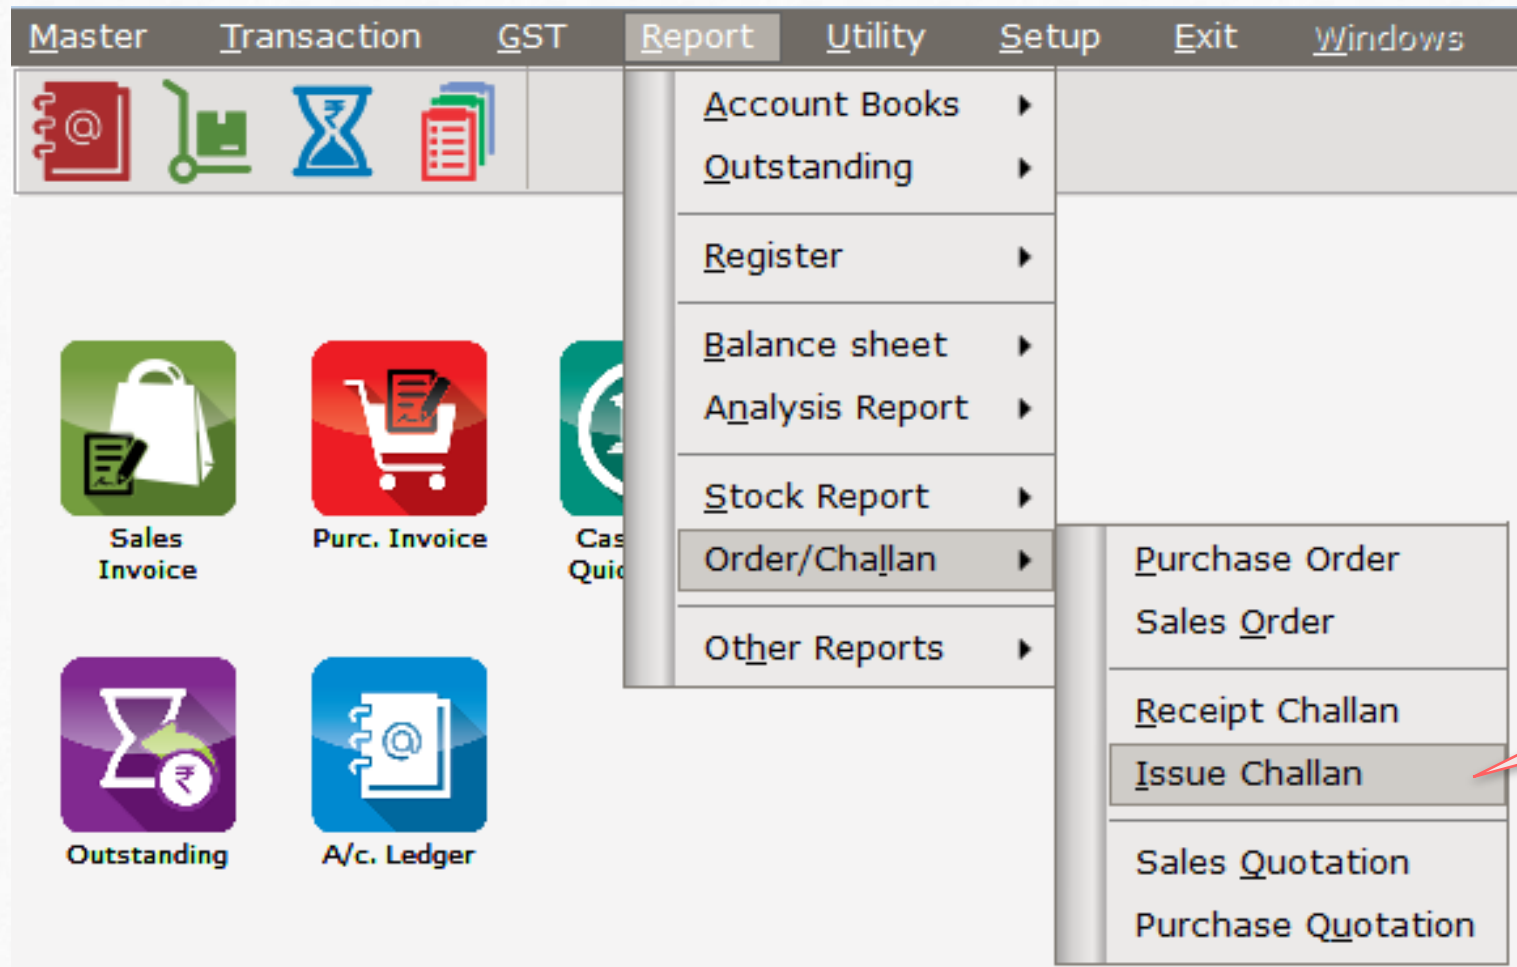 Master Transaction GST Report Utility Setup Exit Windows
Account Books
Outstanding
Register
Balance sheet
Analysis Report
Stock Report
Order/Challan
Other Reports
Purchase Order
Sales Order
Receipt Challan
Issue Challan
Sales Quotation
Purchase Quotation
Sales
Invoice
Purc. Invoice
Outstanding
A/c. Ledger